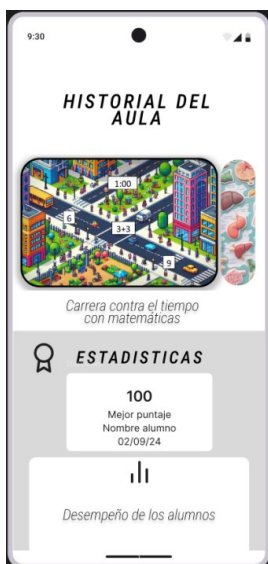 9:30
HISTORIAL DEL
AULA
1:00
6
3+3
9
Carrera contra el tiempo
con matemáticas
ESTADISTICAS
100
Mejor puntaje
Nombre alumno
02/09/24
Desempeño de los alumnos